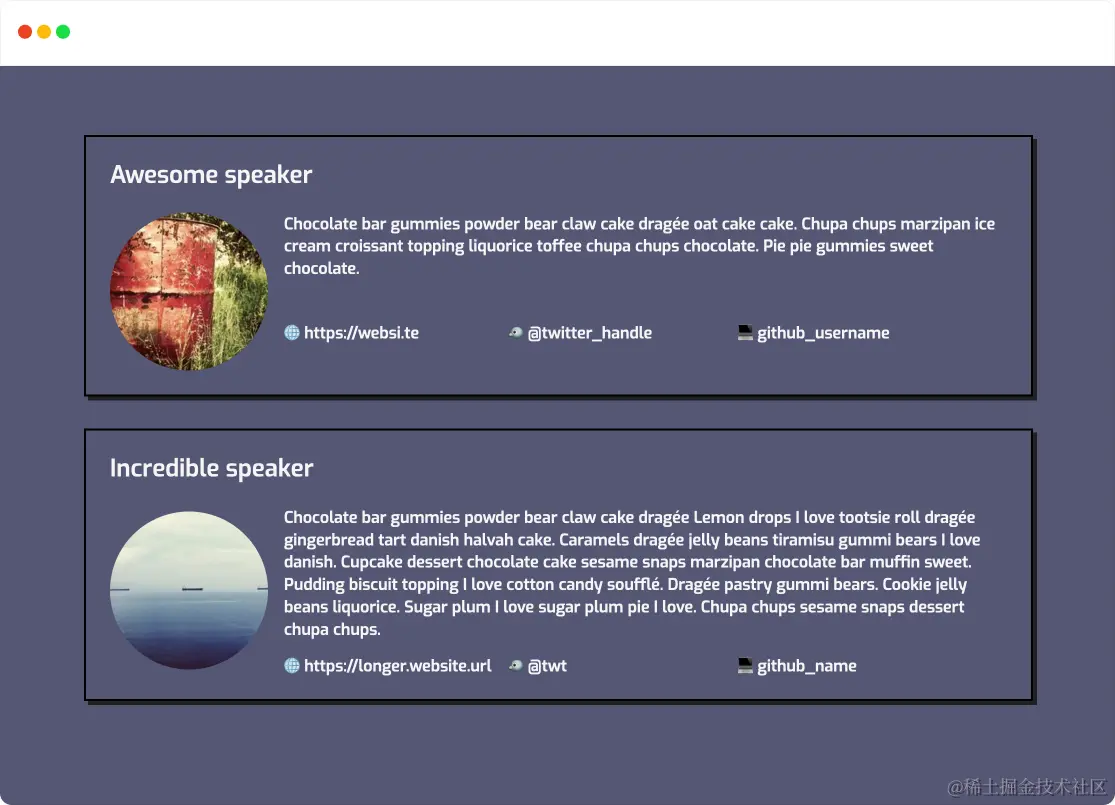 Awesome speaker
Chocolate bar gummies powder bear claw cake dragée oat cake cake. Chupa chups marzipan ice
cream croissant topping liquorice toffee chupa chups chocolate. Pie pie gummies sweet
chocolate.
https://websi.te @twitter_handle github_username
Incredible speaker
Chocolate bar gummies powder bear claw cake dragée Lemon drops I love tootsie roll dragée
gingerbread tart danish halvah cake. Caramels dragée jelly beans tiramisu gummi bears I love
danish. Cupcake dessert chocolate cake sesame snaps marzipan chocolate bar muffin sweet.
Pudding biscuit topping I love cotton candy soufflé. Dragée pastry gummi bears. Cookie jelly
beans liquorice. Sugar plum I love sugar plum pie I love. Chupa chups sesame snaps dessert
chupa chups.
https://longer.website.url @twt github_name
@稀土掘金技术社区